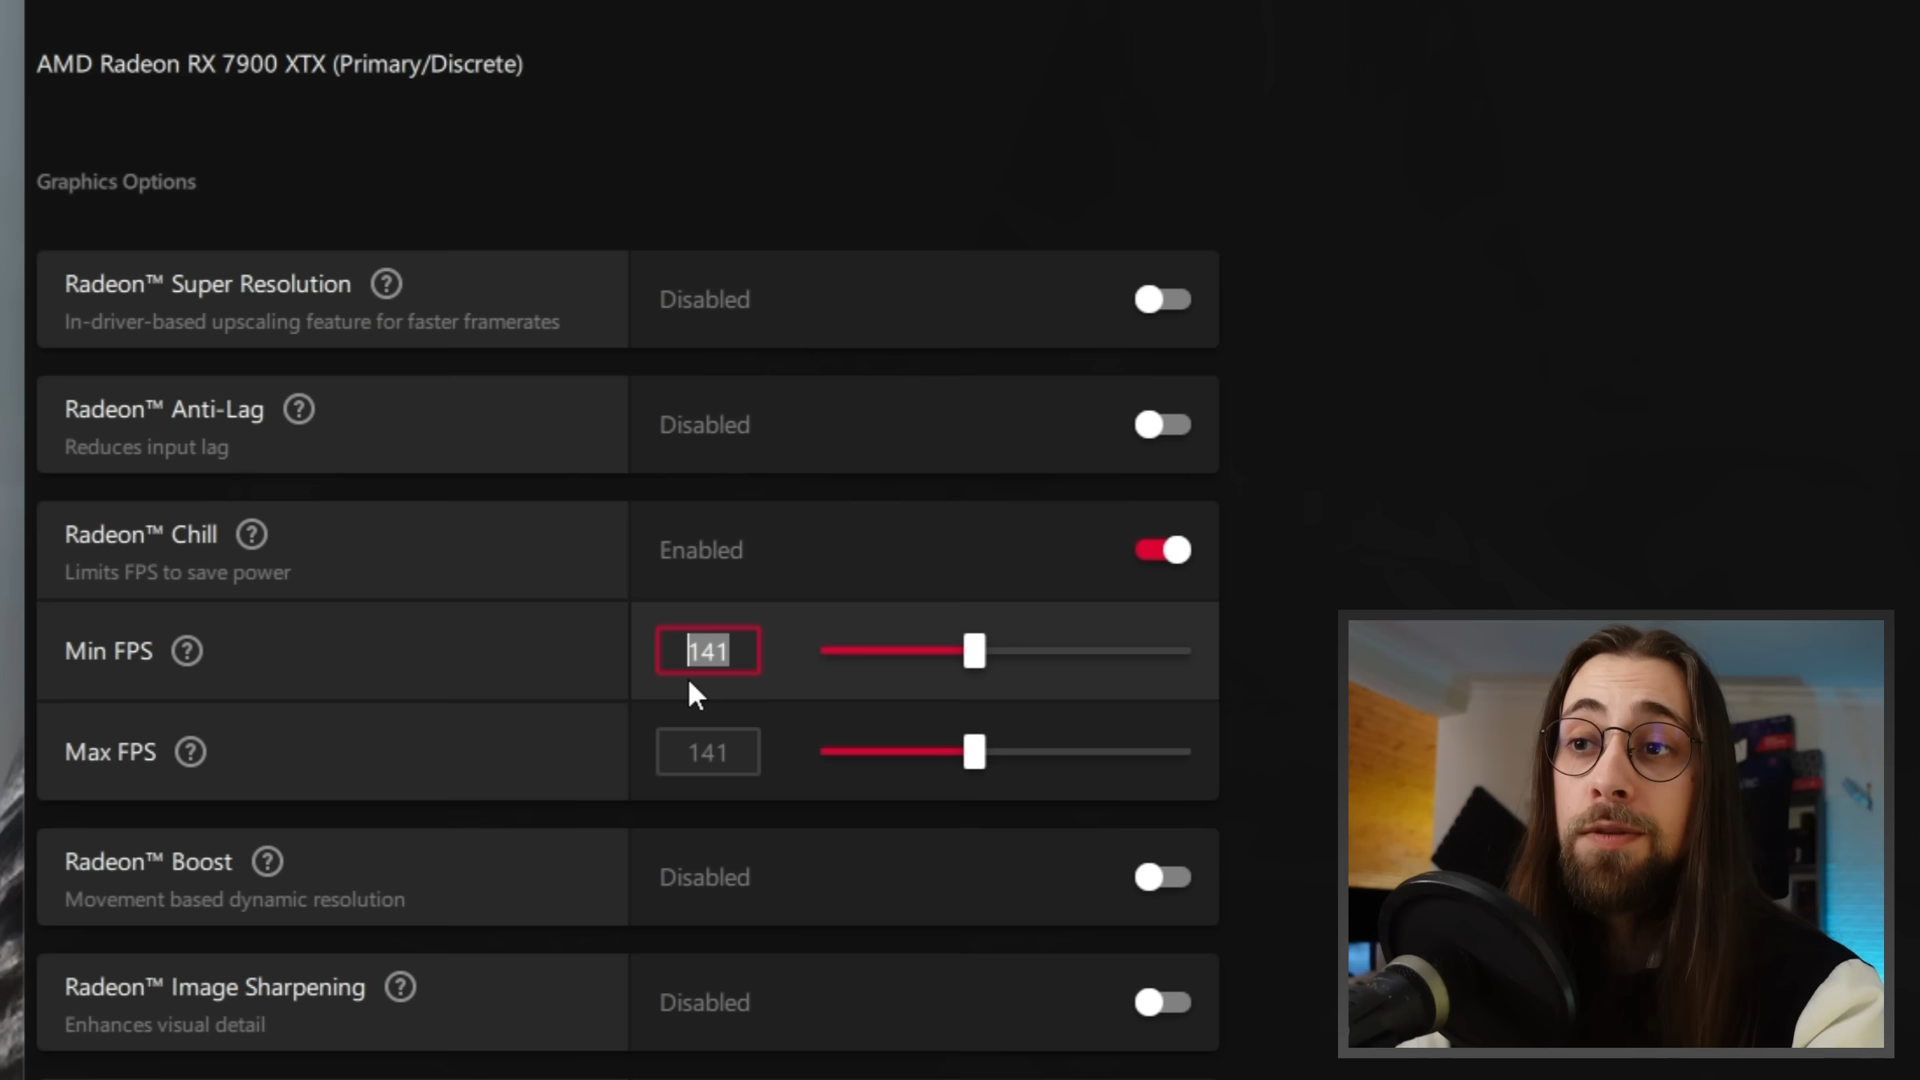 AMD Radeon RX 7900 XTX (Primary/Discrete)
Graphics Options
Radeon™ Super Resolution ?
In-driver-based upscaling feature for faster framerates
Disabled
Radeon™ Anti-Lag ?
Reduces input lag
Disabled
Radeon™ Chill ?
Limits FPS to save power
Enabled
Min FPS ?
141
Max FPS ?
141
Radeon™ Boost ?
Movement based dynamic resolution
Disabled
Radeon™ Image Sharpening ?
Enhances visual detail
Disabled